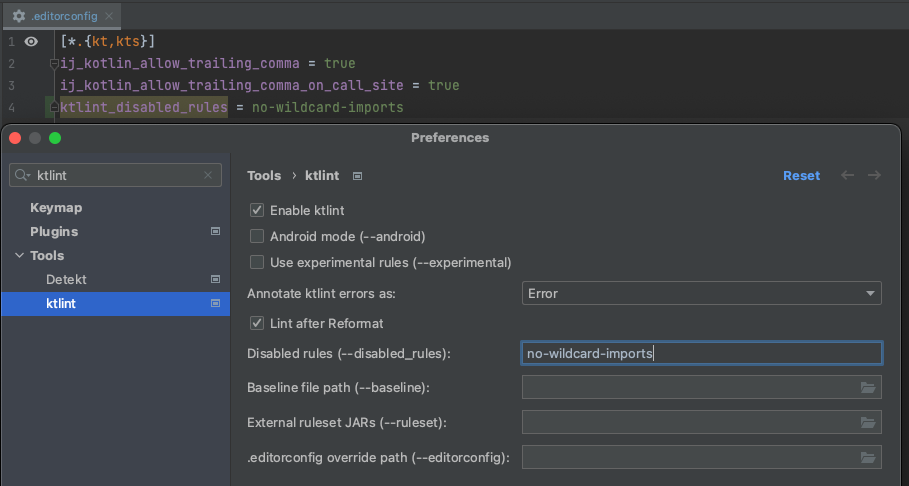 .editorconfig
1 [*.{kt,kts}]
2 ij_kotlin_allow_trailing_comma = true
3 ij_kotlin_allow_trailing_comma_on_call_site = true
4 ktlint_disabled_rules = no-wildcard-imports
Preferences
ktlint
Keymap
Plugins
Tools
Detekt
ktlint
Tools › ktlint
Reset
Enable ktlint
Android mode (--android)
Use experimental rules (--experimental)
Annotate ktlint errors as: Error
Lint after Reformat
Disabled rules (--disabled_rules): no-wildcard-imports
Baseline file path (--baseline):
External ruleset JARs (--ruleset):
.editorconfig override path (--editorconfig):